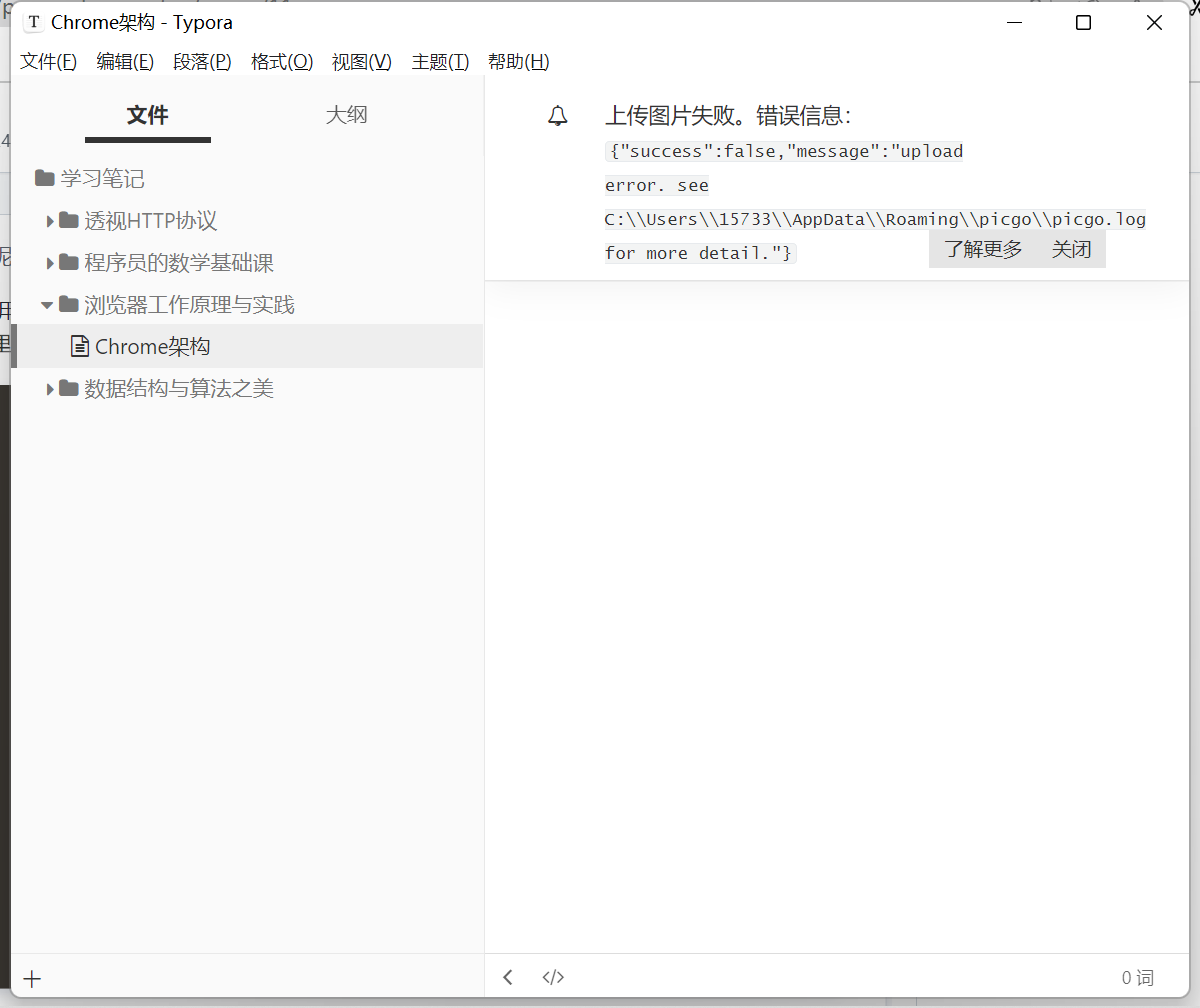 Chrome架构 - Typora
文件(F) 编辑(E) 段落(P) 格式(O) 视图(V) 主题(T) 帮助(H)
文件 大纲
学习笔记
透视HTTP协议
程序员的数学基础课
浏览器工作原理与实践
Chrome架构
数据结构与算法之美
上传图片失败。错误信息：
{"success":false,"message":"upload
error. see
C:\\Users\\15733\\AppData\\Roaming\\picgo\\picgo.log
for more detail."}
了解更多 关闭
0 词